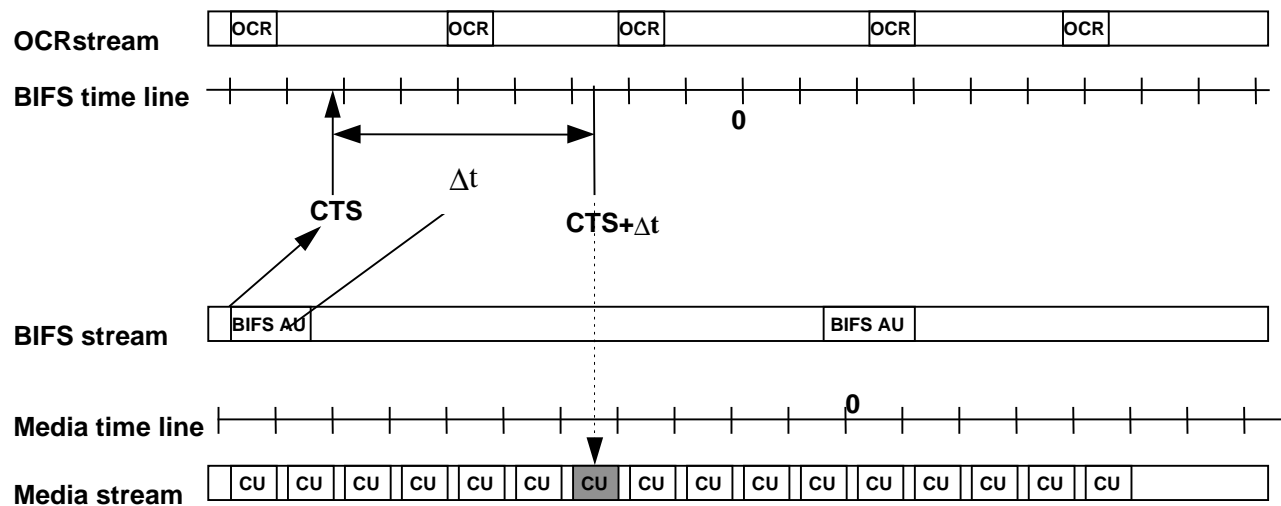 OCRstream OCR OCR OCR OCR OCR
BIFS time line
0
Δt
CTS
CTS+Δt
BIFS stream BIFS AU BIFS AU
0
Media time line
Media stream CU CU CU CU CU CU CU CU CU CU CU CU CU CU CU CU